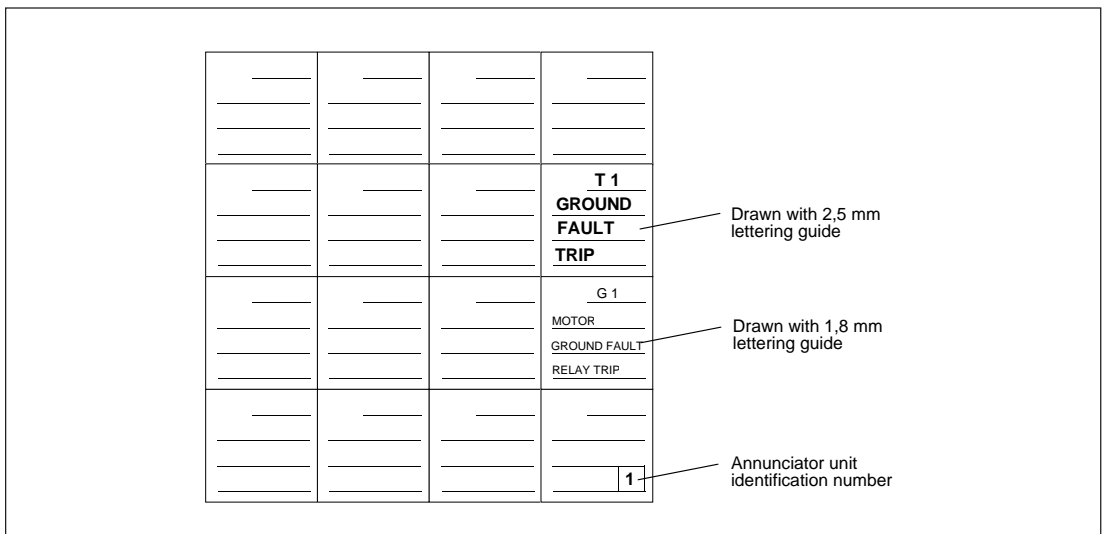 T 1
GROUND
FAULT
TRIP
Drawn with 2,5 mm
lettering guide
G 1
MOTOR
GROUND FAULT
RELAY TRIP
Drawn with 1,8 mm
lettering guide
1
Annunciator unit
identification number